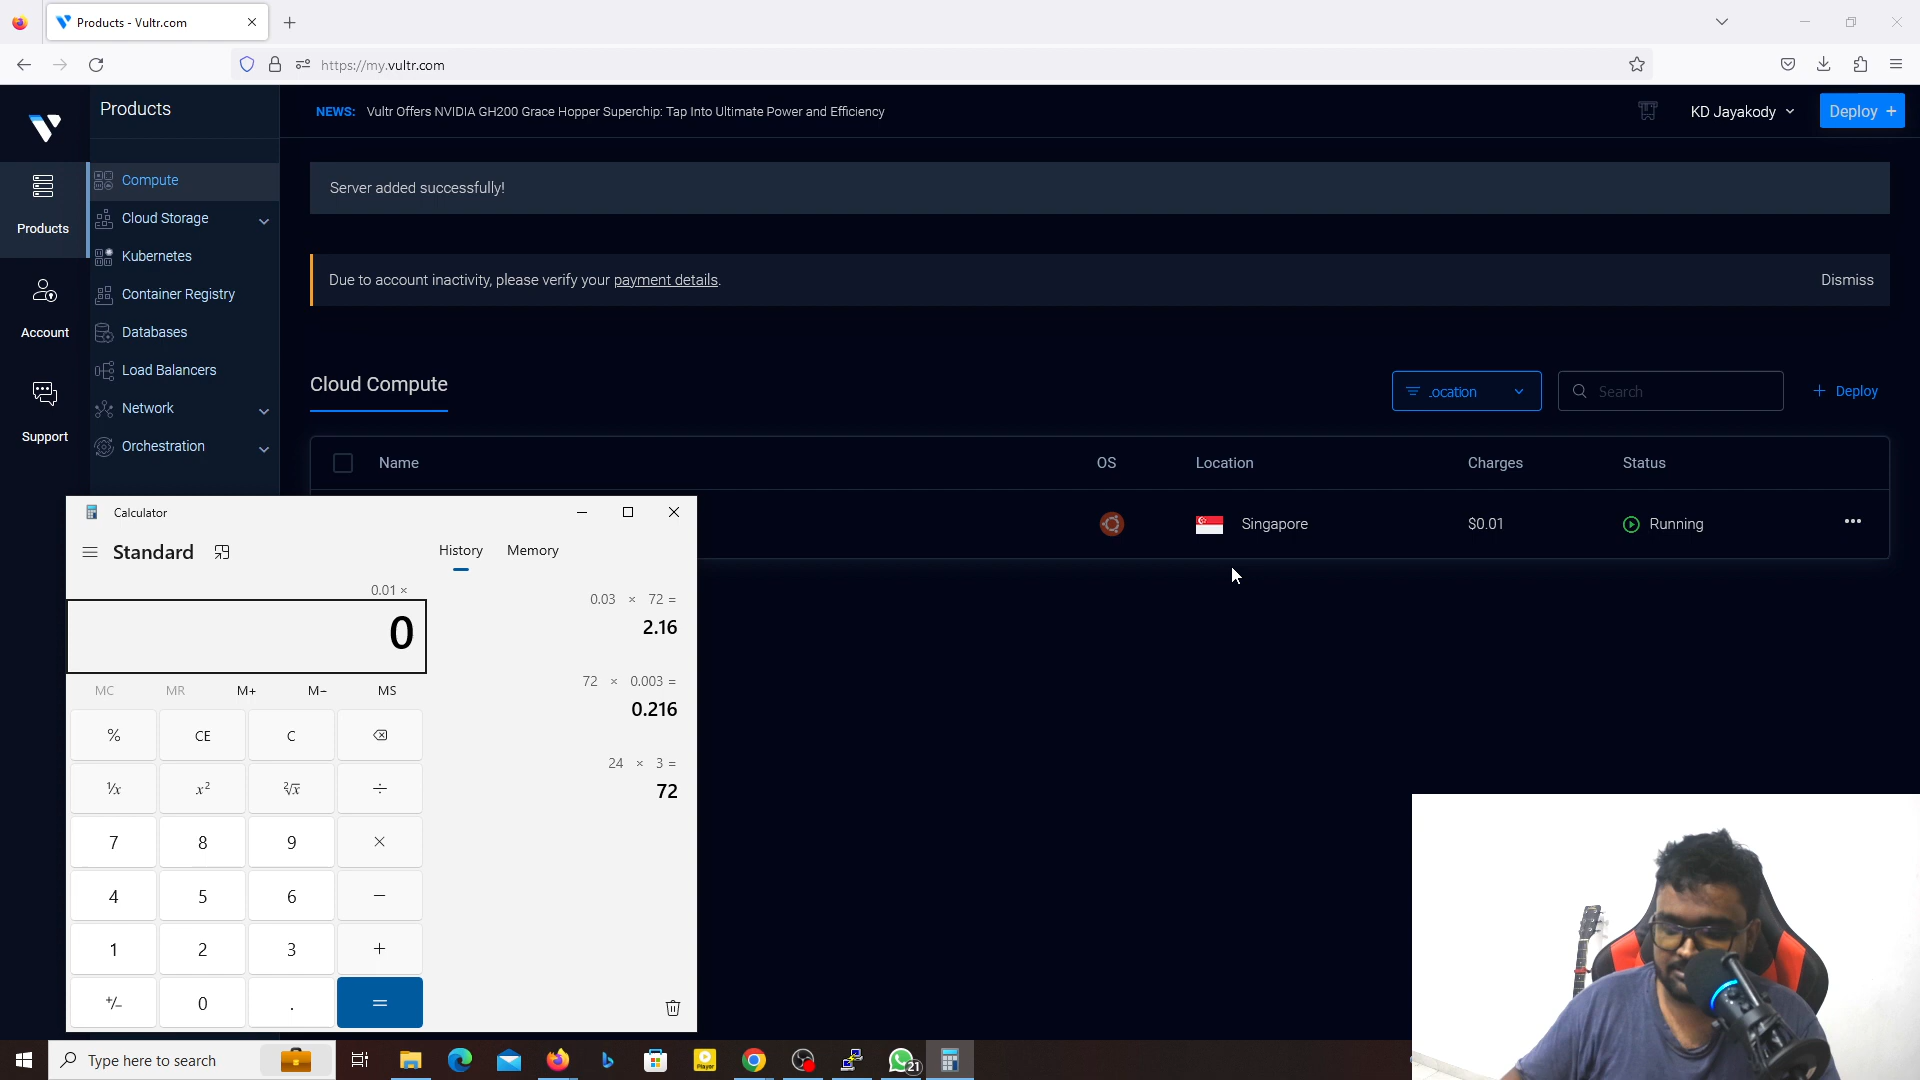 Products - Vultr.com
https://my.vultr.com
Products
NEWS: Vultr Offers NVIDIA GH200 Grace Hopper Superchip: Tap Into Ultimate Power and Efficiency
KD Jayakody
Deploy +
Products
Account
Support
Compute
Cloud Storage
Kubernetes
Container Registry
Databases
Load Balancers
Network
Orchestration
Server added successfully!
Due to account inactivity, please verify your payment details.
Dismiss
Cloud Compute
ocation
Search
+ Deploy
Name
OS
Location
Charges
Status
Singapore
$0.01
Running
Calculator
Standard
History
Memory
0.01 ×
0
0.03 × 72 =
2.16
72 × 0.003 =
0.216
24 × 3 =
72
MC MR M+ M− MS
% CE C
⅟x x² ²√x ÷
7 8 9 ×
4 5 6 −
1 2 3 +
+/− 0 . =
Type here to search
Player
21